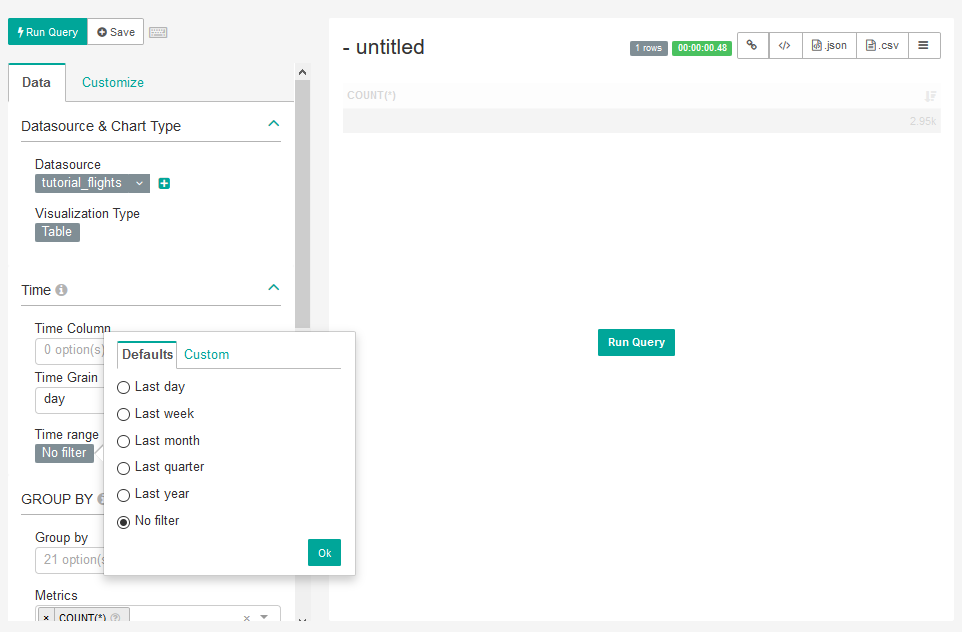 Run Query
Save
- untitled
1 rows
00:00:00.48
.json
.csv
Data
Customize
COUNT(*)
2.95k
Datasource & Chart Type
Datasource
tutorial_flights
Visualization Type
Table
Time
Time Column
0 option(s)
Time Grain
day
Time range
No filter
Defaults
Custom
Last day
Last week
Last month
Last quarter
Last year
No filter
Ok
Run Query
GROUP BY
Group by
21 option(s
Metrics
× COUNT(*)